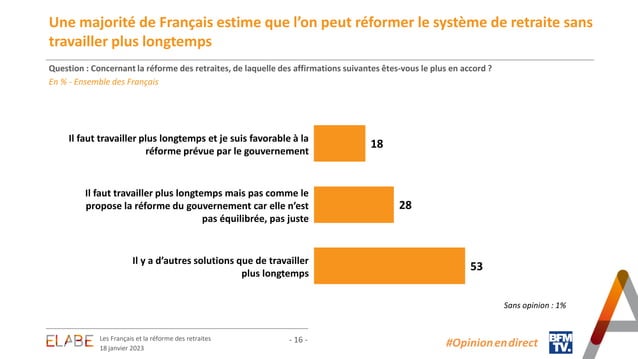 Une majorité de Français estime que l'on peut réformer le système de retraite sans
travailler plus longtemps
Question : Concernant la réforme des retraites, de laquelle des affirmations suivantes êtes-vous le plus en accord ?
En % - Ensemble des Français
Il faut travailler plus longtemps et je suis favorable à la
réforme prévue par le gouvernement
18
Il faut travailler plus longtemps mais pas comme le
propose la réforme du gouvernement car elle n'est
pas équilibrée, pas juste
28
Il y a d'autres solutions que de travailler
plus longtemps
53
Sans opinion : 1%
ELABE
Les Français et la réforme des retraites
18 janvier 2023
- 16 -
#Opinion en direct
BFM
TV.